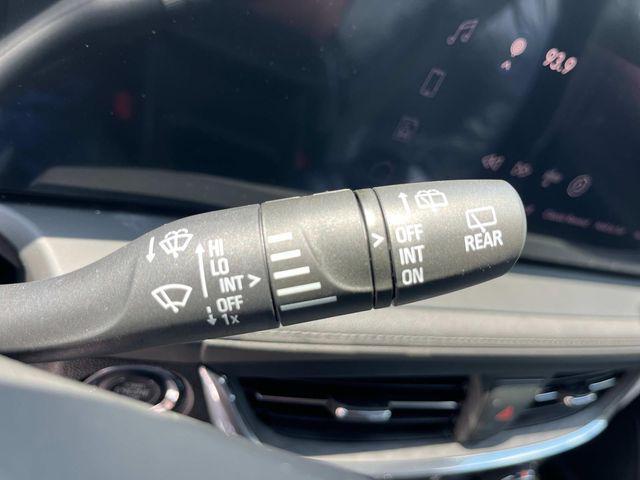 93.9
HI
LO
INT
OFF
1x
OFF
INT
ON
REAR